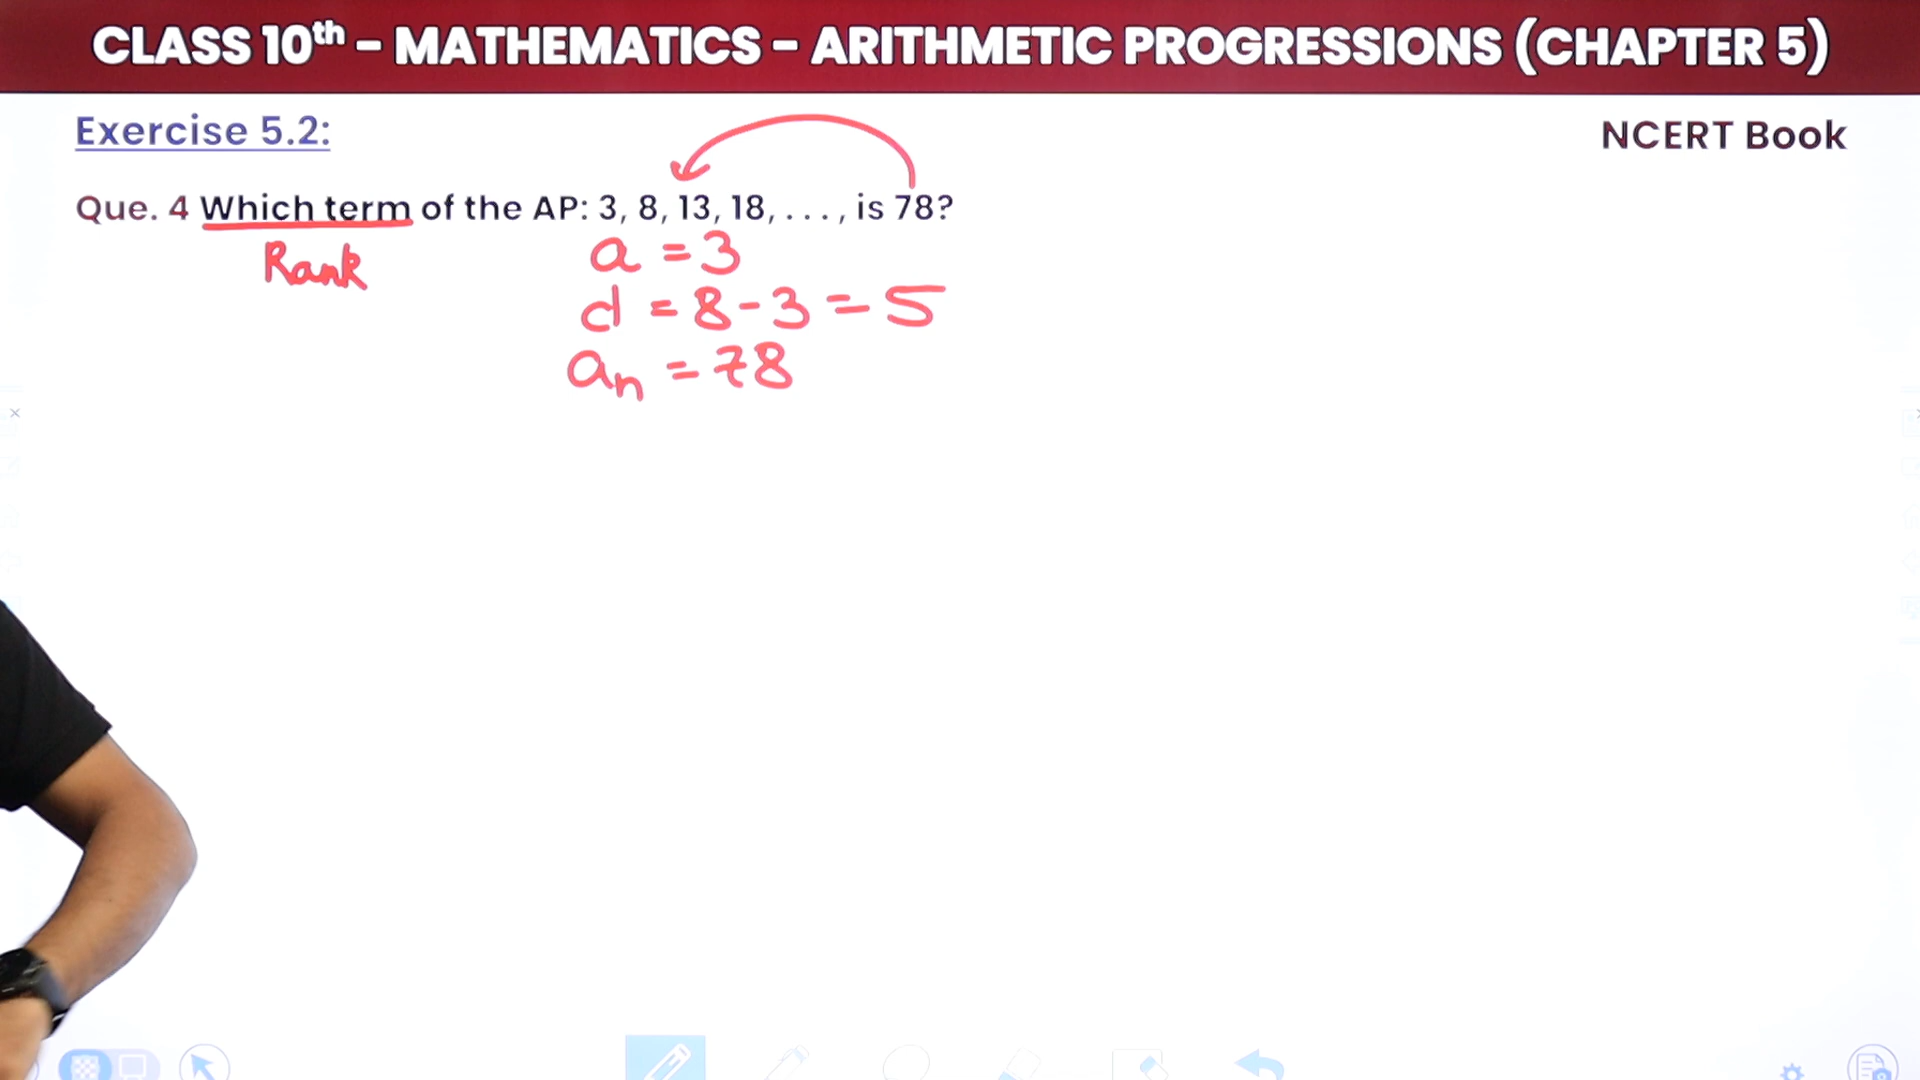 CLASS 10th - MATHEMATICS - ARITHMETIC PROGRESSIONS (CHAPTER 5)
Exercise 5.2:
NCERT Book
Que. 4 Which term of the AP: 3, 8, 13, 18, . . . , is 78?
Rank
a = 3
d = 8 - 3 = 5
an = 78